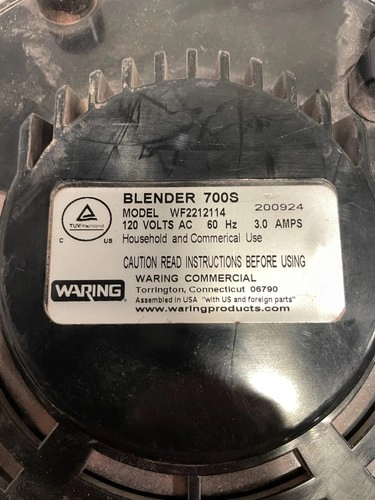 BLENDER 700S
MODEL WF2212114 200924
120 VOLTS AC 60 Hz 3.0 AMPS
Household and Commerical Use
TUVRheinland
C US
CAUTION READ INSTRUCTIONS BEFORE USING
WARING
WARING COMMERCIAL
Torrington, Connecticut 06790
Assembled in USA "with US and foreign parts"
www.waringproducts.com